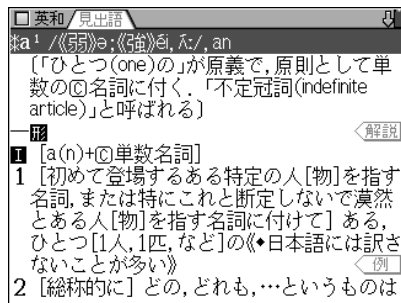 英和 見出語
*a¹ /《弱》ə;《強》éi, ʎː/, an
〔「ひとつ(one)の」が原義で,原則として単
数のⒸ名詞に付く.「不定冠詞(indefinite
article)」と呼ばれる〕
―形 解説
Ⅰ [a(n)+Ⓒ単数名詞]
1 [初めて登場するある特定の人[物]を指す
名詞,または特にこれと断定しないで漠然
とある人[物]を指す名詞に付けて] ある,
ひとつ[1人,1匹,など]の《◆日本語には訳さ
ないことが多い》 例
2 [総称的に] どの,どれも,…というものは